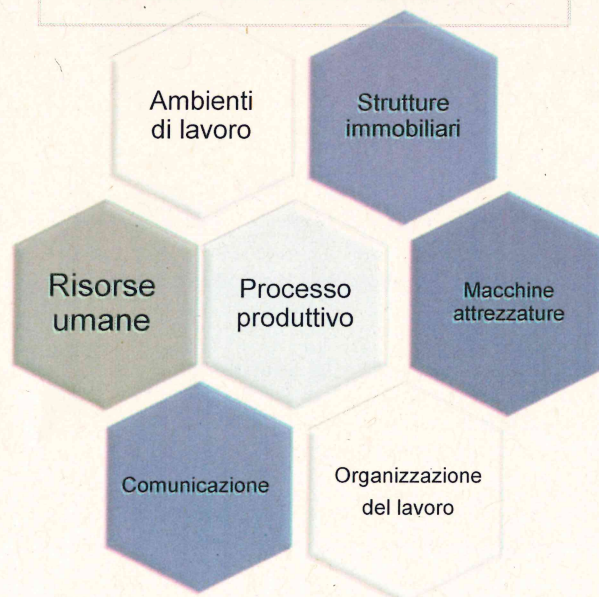 Ambienti
di lavoro
Strutture
immobiliari
Risorse
umane
Processo
produttivo
Macchine
attrezzature
Comunicazione
Organizzazione
del lavoro